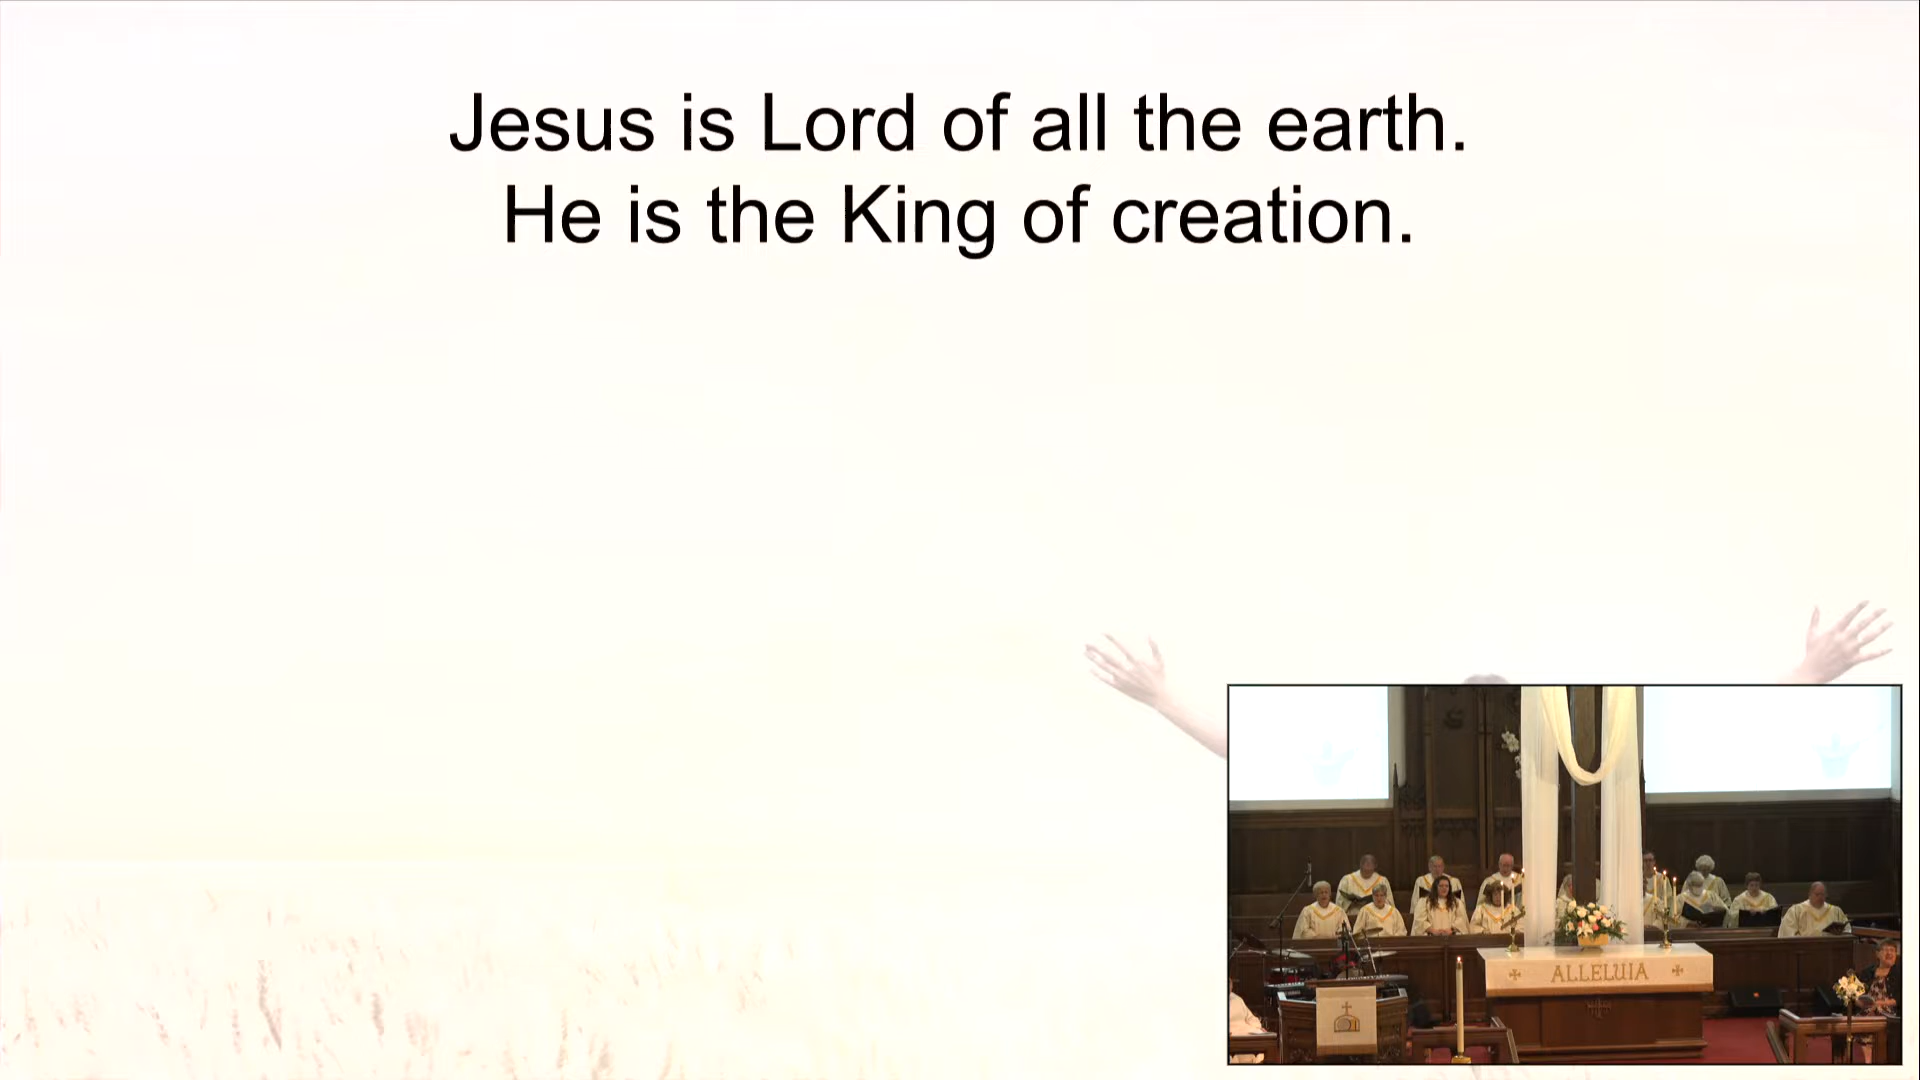 Jesus is Lord of all the earth.
He is the King of creation.
ALLELUIA